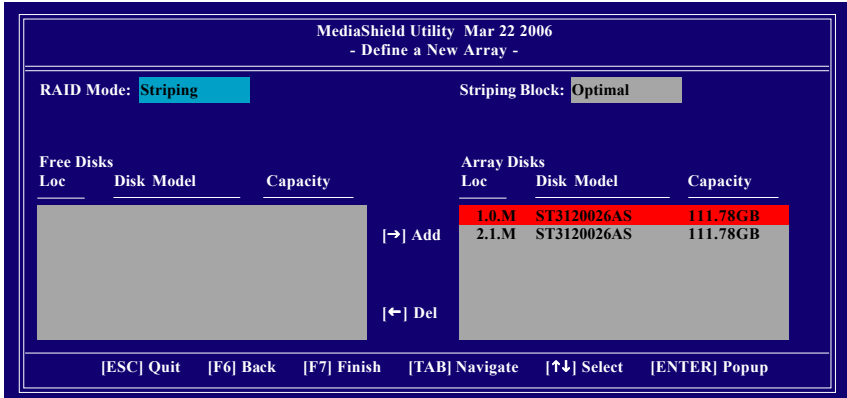 MediaShield Utility Mar 22 2006
- Define a New Array -
RAID Mode: Striping
Striping Block: Optimal
Free Disks
Loc Disk Model Capacity
Array Disks
Loc Disk Model Capacity
1.0.M ST3120026AS 111.78GB
2.1.M ST3120026AS 111.78GB
[→] Add
[←] Del
[ESC] Quit [F6] Back [F7] Finish [TAB] Navigate [↑↓] Select [ENTER] Popup